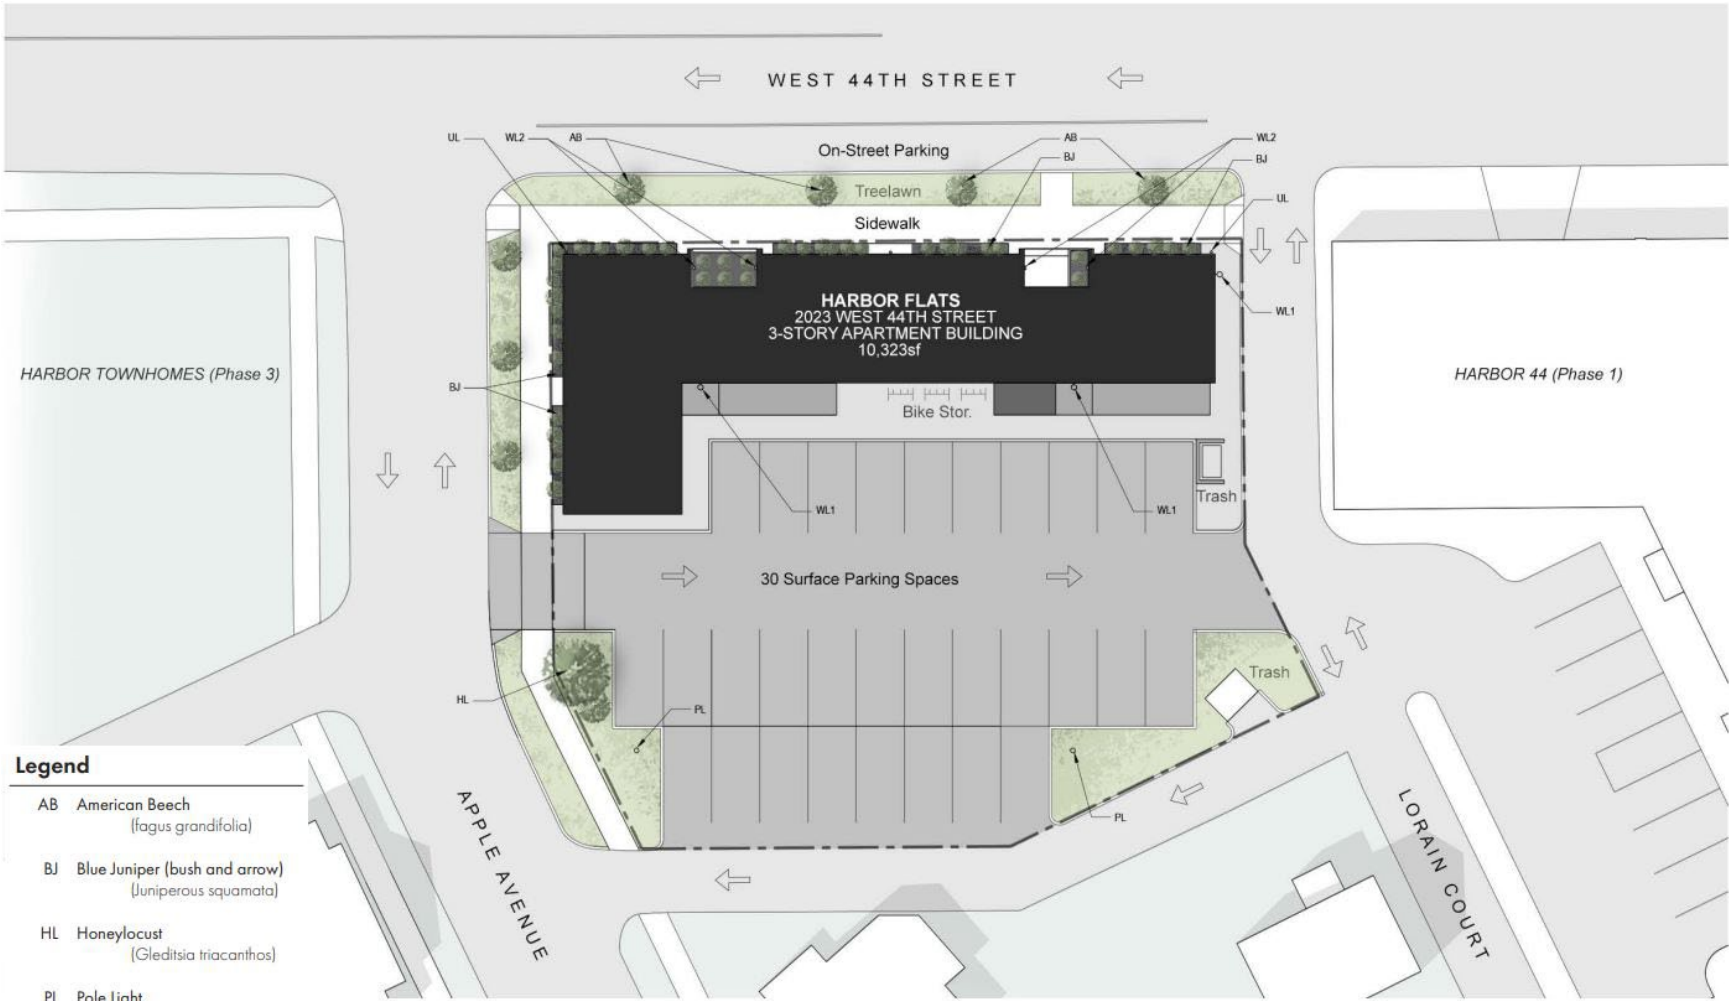 WEST 44TH STREET
UL
WL2
AB
AB
WL2
On-Street Parking
BJ
BJ
Treelawn
UL
Sidewalk
HARBOR FLATS
2023 WEST 44TH STREET
3-STORY APARTMENT BUILDING
10,323sf
WL1
HARBOR TOWNHOMES (Phase 3)
HARBOR 44 (Phase 1)
BJ
Bike Stor.
Trash
WL1
WL1
30 Surface Parking Spaces
Trash
HL
PL
PL
APPLE AVENUE
LORAIN COURT
Legend
AB American Beech
(fagus grandifolia)
BJ Blue Juniper (bush and arrow)
(Juniperous squamata)
HL Honeylocust
(Gleditsia triacanthos)
PL Pole Light